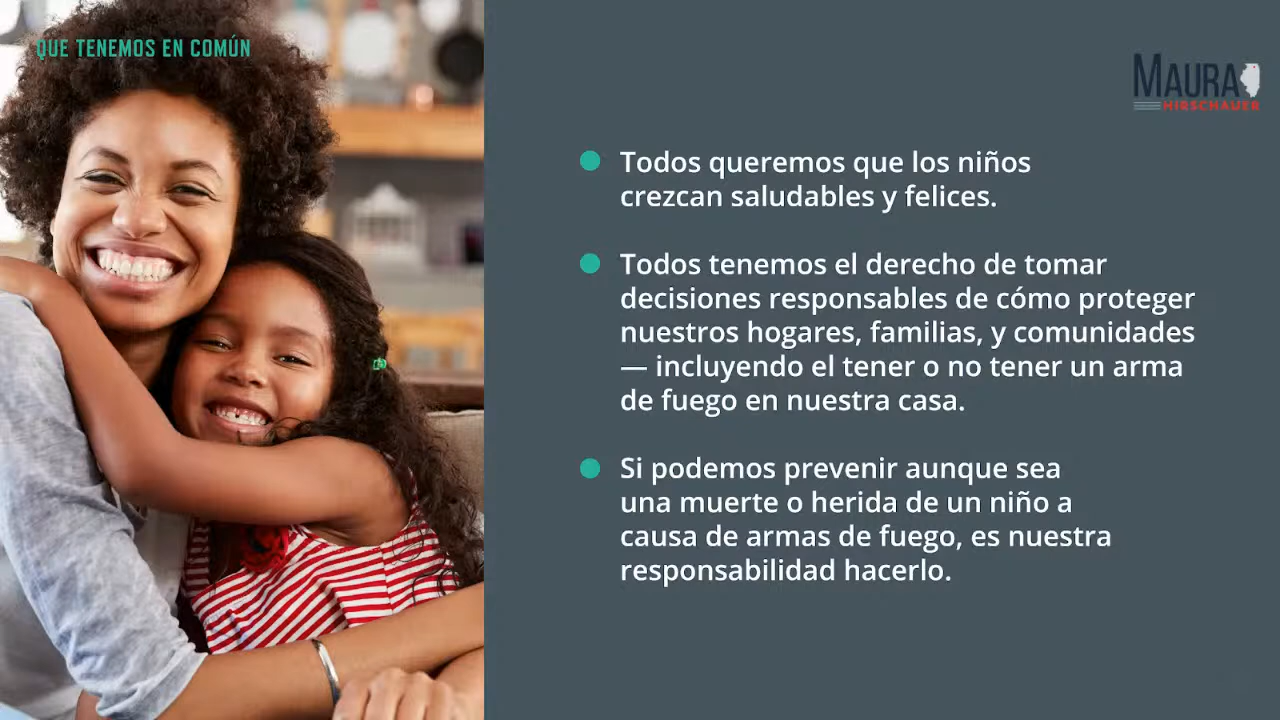 QUE TENEMOS EN COMÚN
MAURA
HIRSCHAUER
Todos queremos que los niños
crezcan saludables y felices.
Todos tenemos el derecho de tomar
decisiones responsables de cómo proteger
nuestros hogares, familias, y comunidades
— incluyendo el tener o no tener un arma
de fuego en nuestra casa.
Si podemos prevenir aunque sea
una muerte o herida de un niño a
causa de armas de fuego, es nuestra
responsabilidad hacerlo.